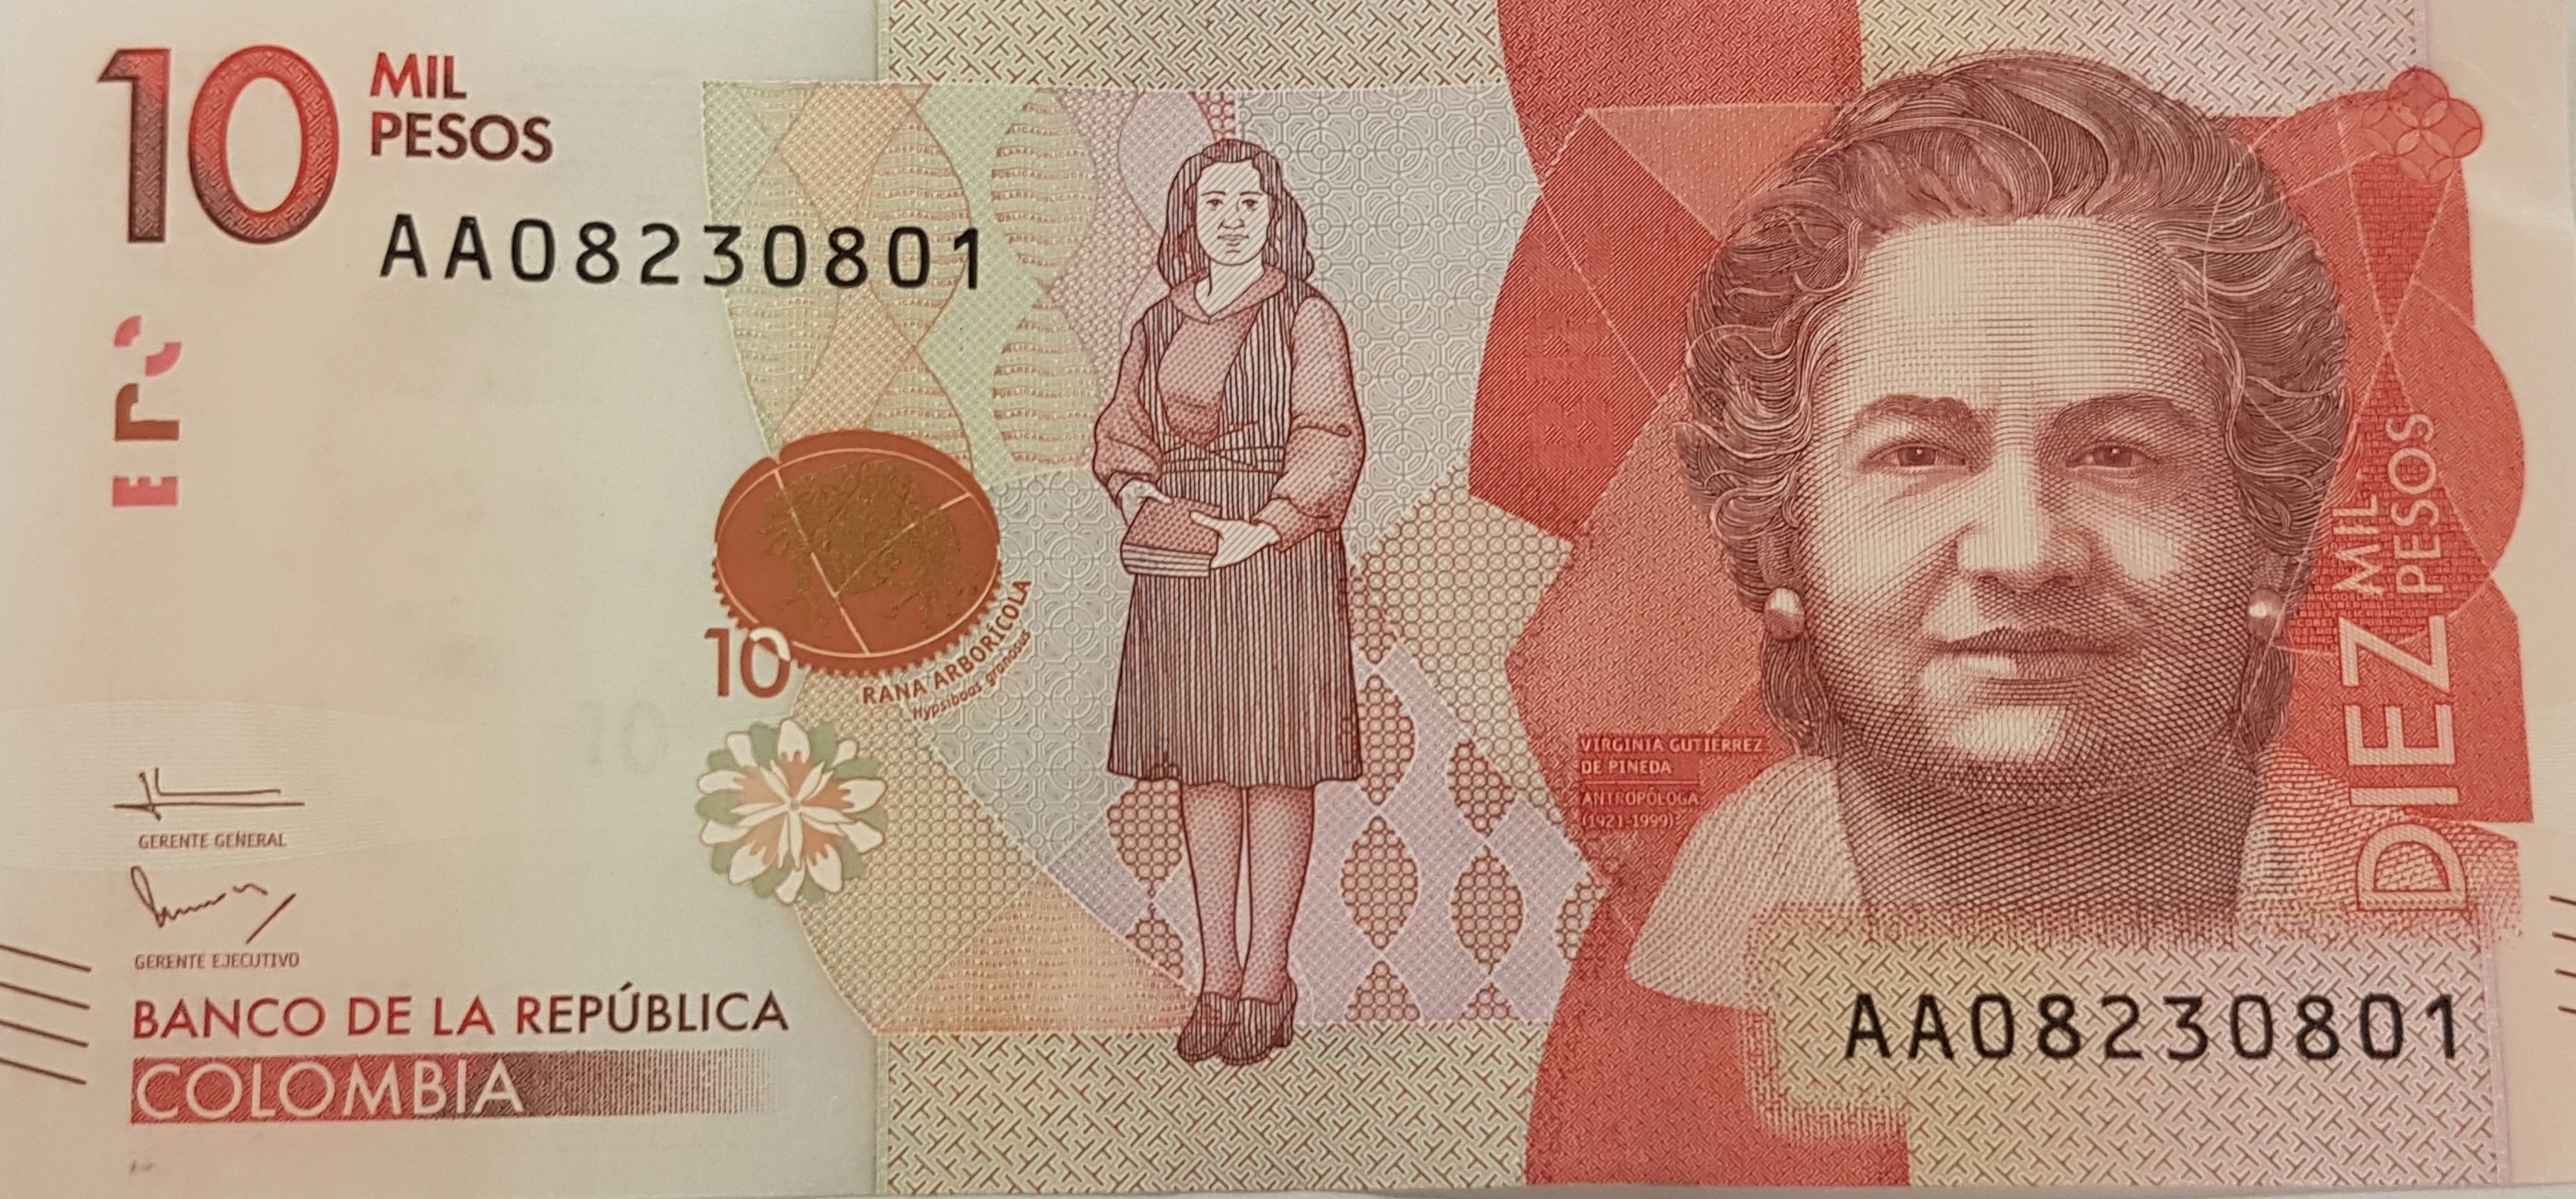 10 MIL
PESOS
AA08230801
10
RANA ARBORÍCOLA
Hypsiboas granosus
GERENTE GENERAL
GERENTE EJECUTIVO
BANCO DE LA REPÚBLICA
COLOMBIA
10
VIRGINIA GUTIÉRREZ
DE PINEDA
ANTROPÓLOGA
(1921-1999)
DIEZ MIL
PESOS
AA08230801